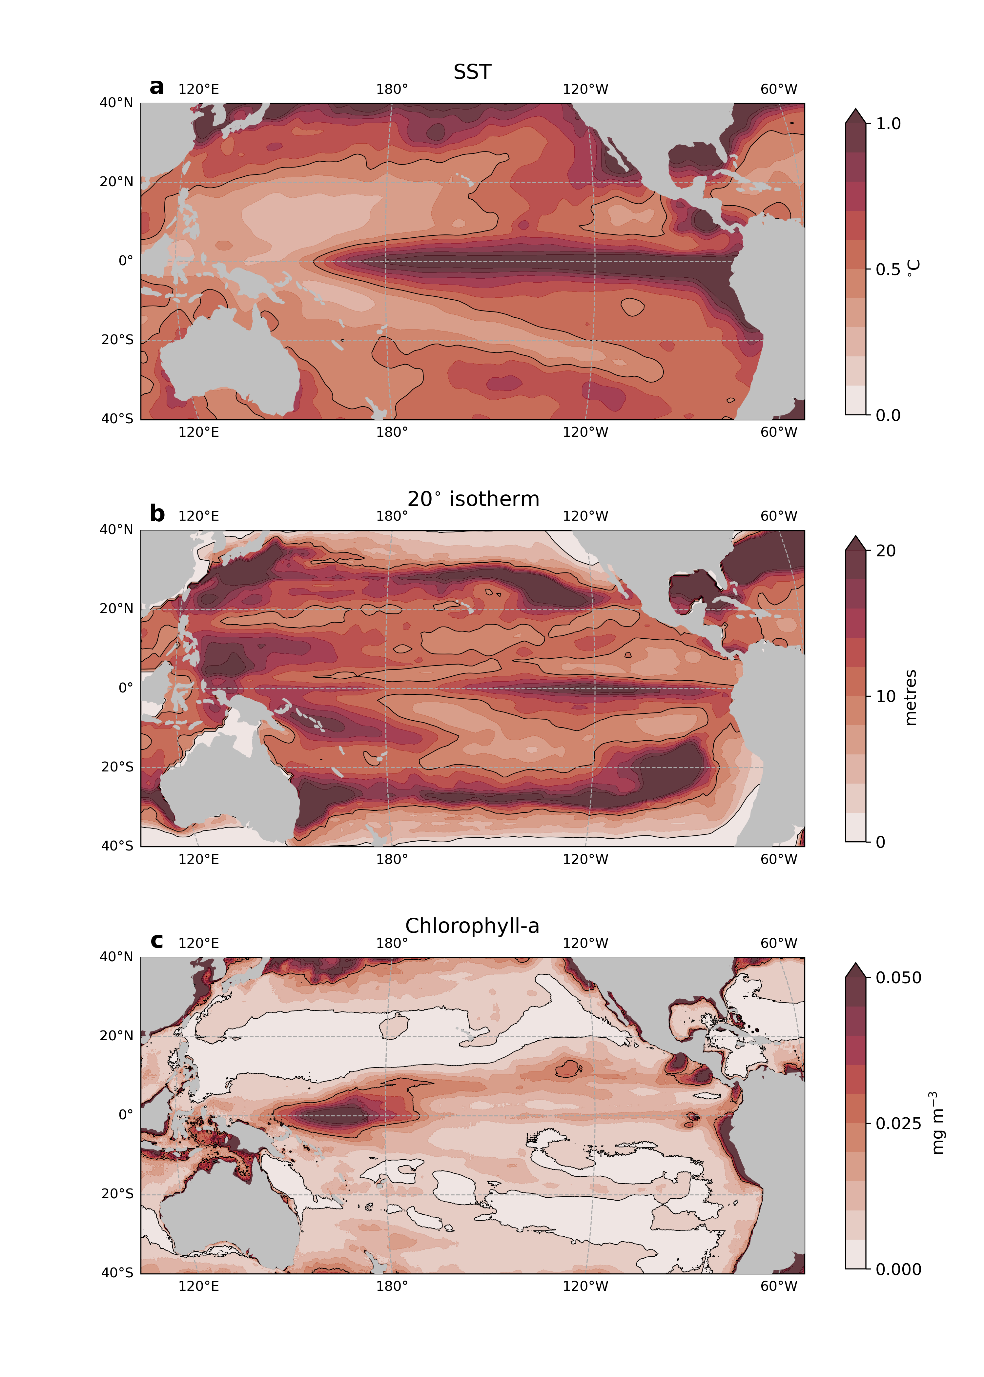 SST
a
120°E 180° 120°W 60°W
40°N
20°N
0°
20°S
40°S
120°E 180° 120°W 60°W
1.0
0.5
0.0
°C
20° isotherm
b
120°E 180° 120°W 60°W
40°N
20°N
0°
20°S
40°S
120°E 180° 120°W 60°W
20
10
0
metres
Chlorophyll-a
c
120°E 180° 120°W 60°W
40°N
20°N
0°
20°S
40°S
120°E 180° 120°W 60°W
0.050
0.025
0.000
mg m⁻³